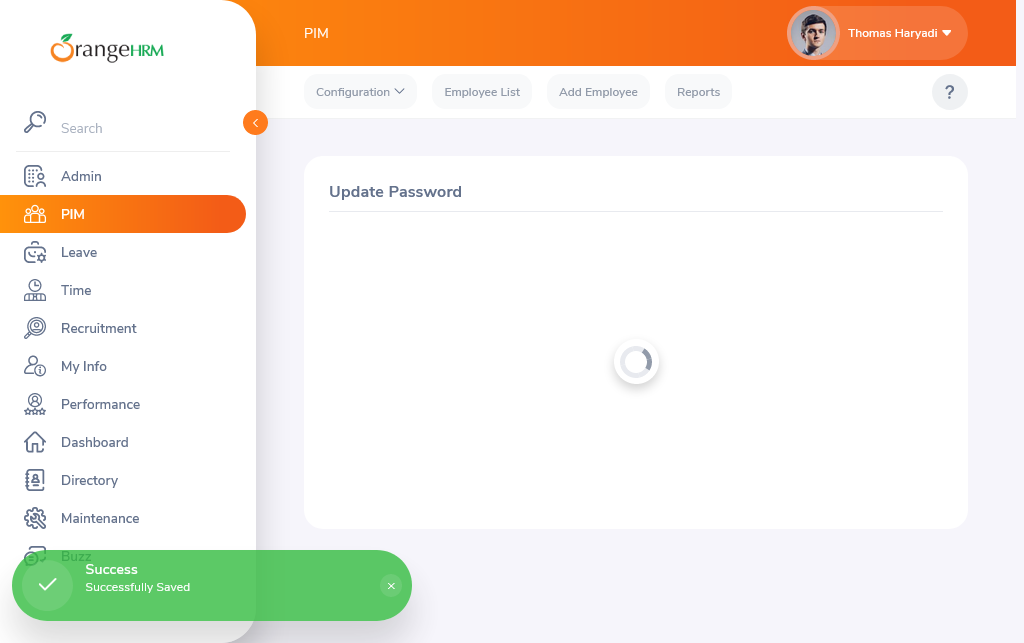 OrangeHRM
Search
Admin
PIM
Leave
Time
Recruitment
My Info
Performance
Dashboard
Directory
Maintenance
Buzz
PIM
Thomas Haryadi
Configuration
Employee List
Add Employee
Reports
?
Update Password
Success
Successfully Saved